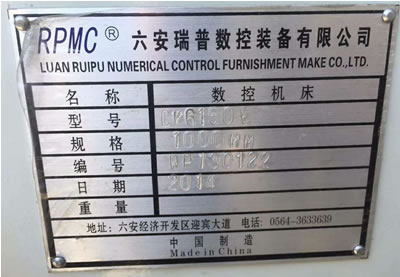 RPMC ® 六安瑞普数控装备有限公司
LUAN RUIPU NUMERICAL CONTROL FURNISHMENT MAKE CO.,LTD.
名称 数控机床
型号
规格 1000MM
编号
日期 2014
重量
地址: 六安经济开发区迎宾大道 电话: 0564-3633639
中国制造
Made in China